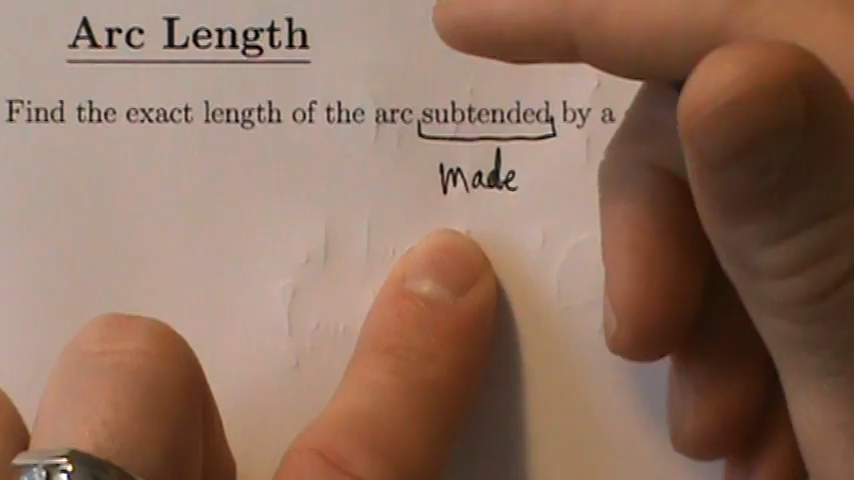 Arc Length
Find the exact length of the arc subtended by a
made